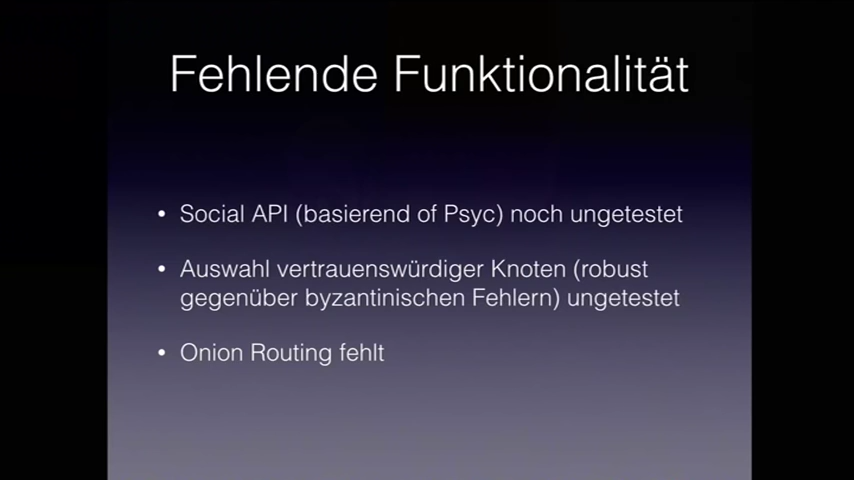 Fehlende Funktionalität
• Social API (basierend of Psyc) noch ungetestet
• Auswahl vertrauenswürdiger Knoten (robust
gegenüber byzantinischen Fehlern) ungetestet
• Onion Routing fehlt